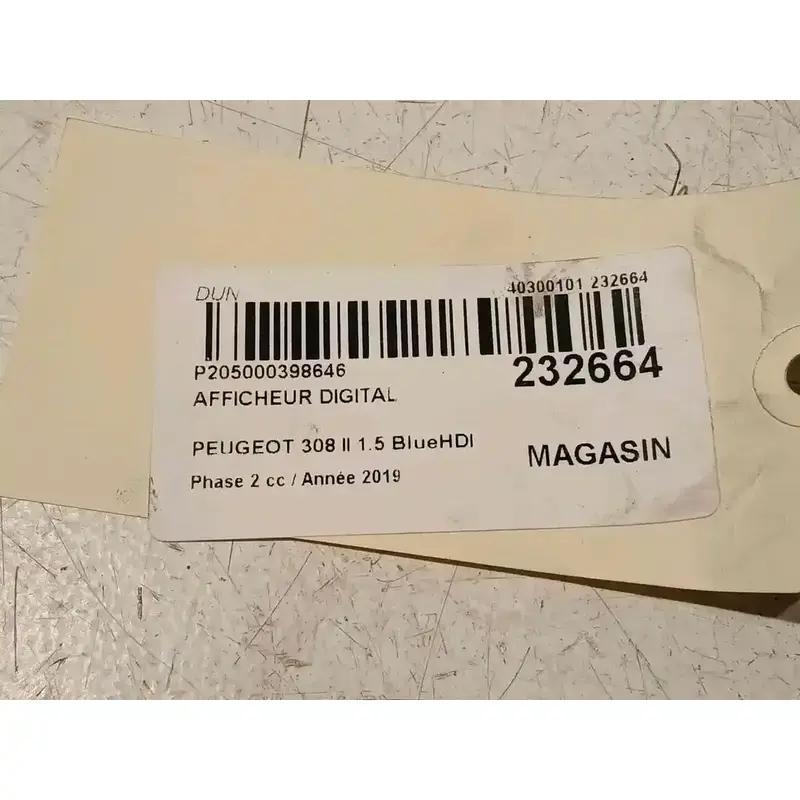 DUN 40300101 232664
P205000398646 232664
AFFICHEUR DIGITAL
PEUGEOT 308 II 1.5 BlueHDI MAGASIN
Phase 2 cc / Année 2019